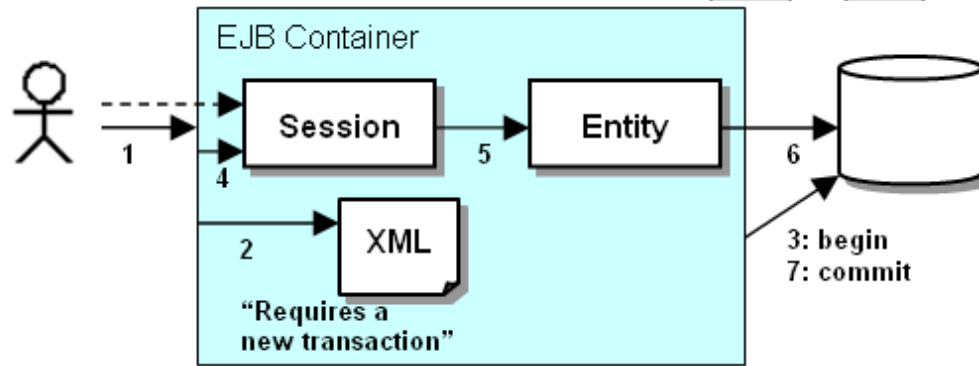 EJB Container
Session
Entity
1
4
5
6
2
XML
3: begin
7: commit
“Requires a
new transaction”